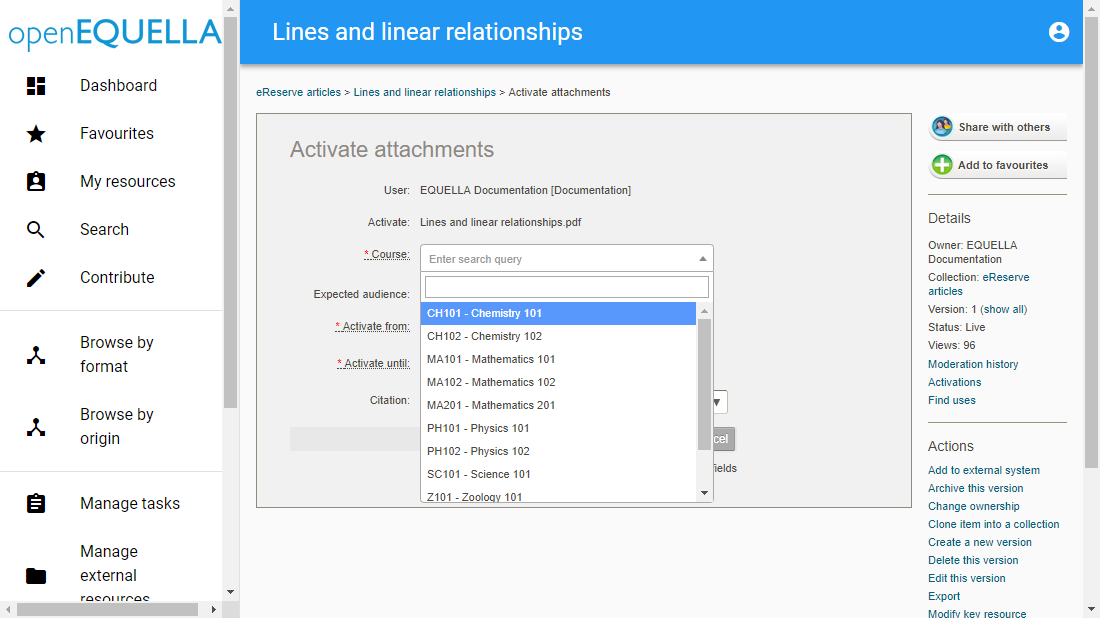 openEQUELLA
Dashboard
Favourites
My resources
Search
Contribute
Browse by
format
Browse by
origin
Manage tasks
Manage
external
resources
Lines and linear relationships
eReserve articles > Lines and linear relationships > Activate attachments
Activate attachments
User: EQUELLA Documentation [Documentation]
Activate: Lines and linear relationships.pdf
* Course: Enter search query
Expected audience:
* Activate from:
* Activate until:
Citation:
CH101 - Chemistry 101
CH102 - Chemistry 102
MA101 - Mathematics 101
MA102 - Mathematics 102
MA201 - Mathematics 201
PH101 - Physics 101
PH102 - Physics 102
SC101 - Science 101
Z101 - Zoology 101
cel
fields
Share with others
Add to favourites
Details
Owner: EQUELLA
Documentation
Collection: eReserve
articles
Version: 1 (show all)
Status: Live
Views: 96
Moderation history
Activations
Find uses
Actions
Add to external system
Archive this version
Change ownership
Clone item into a collection
Create a new version
Delete this version
Edit this version
Export
Modify key resource